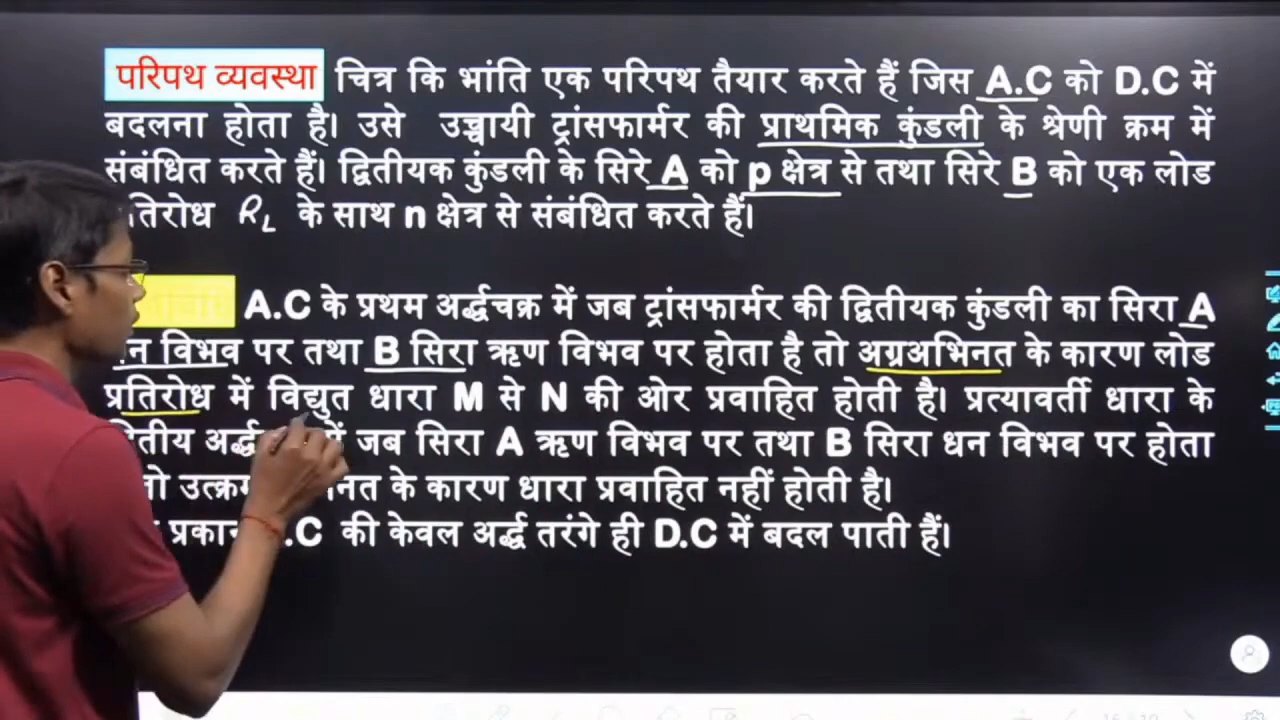 परिपथ व्यवस्था चित्र कि भांति एक परिपथ तैयार करते हैं जिस A.C को D.C में
बदलना होता है। उसे उच्चायी ट्रांसफार्मर की प्राथमिक कुंडली के श्रेणी क्रम में
संबंधित करते हैं। द्वितीयक कुंडली के सिरे A को p क्षेत्र से तथा सिरे B को एक लोड
तिरोध RL के साथ n क्षेत्र से संबंधित करते हैं।
A.C के प्रथम अर्द्धचक्र में जब ट्रांसफार्मर की द्वितीयक कुंडली का सिरा A
न विभव पर तथा B सिरा ऋण विभव पर होता है तो अग्रअभिनत के कारण लोड
प्रतिरोध में विद्युत धारा M से N की ओर प्रवाहित होती है। प्रत्यावर्ती धारा के
तीय अर्द्ध में जब सिरा A ऋण विभव पर तथा B सिरा धन विभव पर होता
तो उत्क्रम नत के कारण धारा प्रवाहित नहीं होती है।
प्रका .C की केवल अर्द्ध तरंगे ही D.C में बदल पाती हैं।